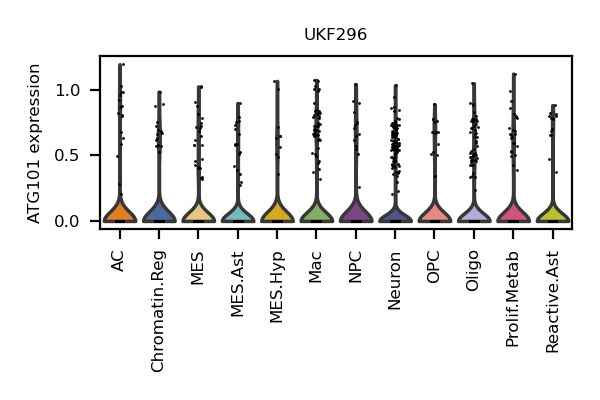 UKF296
ATG101 expression
1.0
0.5
0.0
AC
Chromatin.Reg
MES
MES.Ast
MES.Hyp
Mac
NPC
Neuron
OPC
Oligo
Prolif.Metab
Reactive.Ast